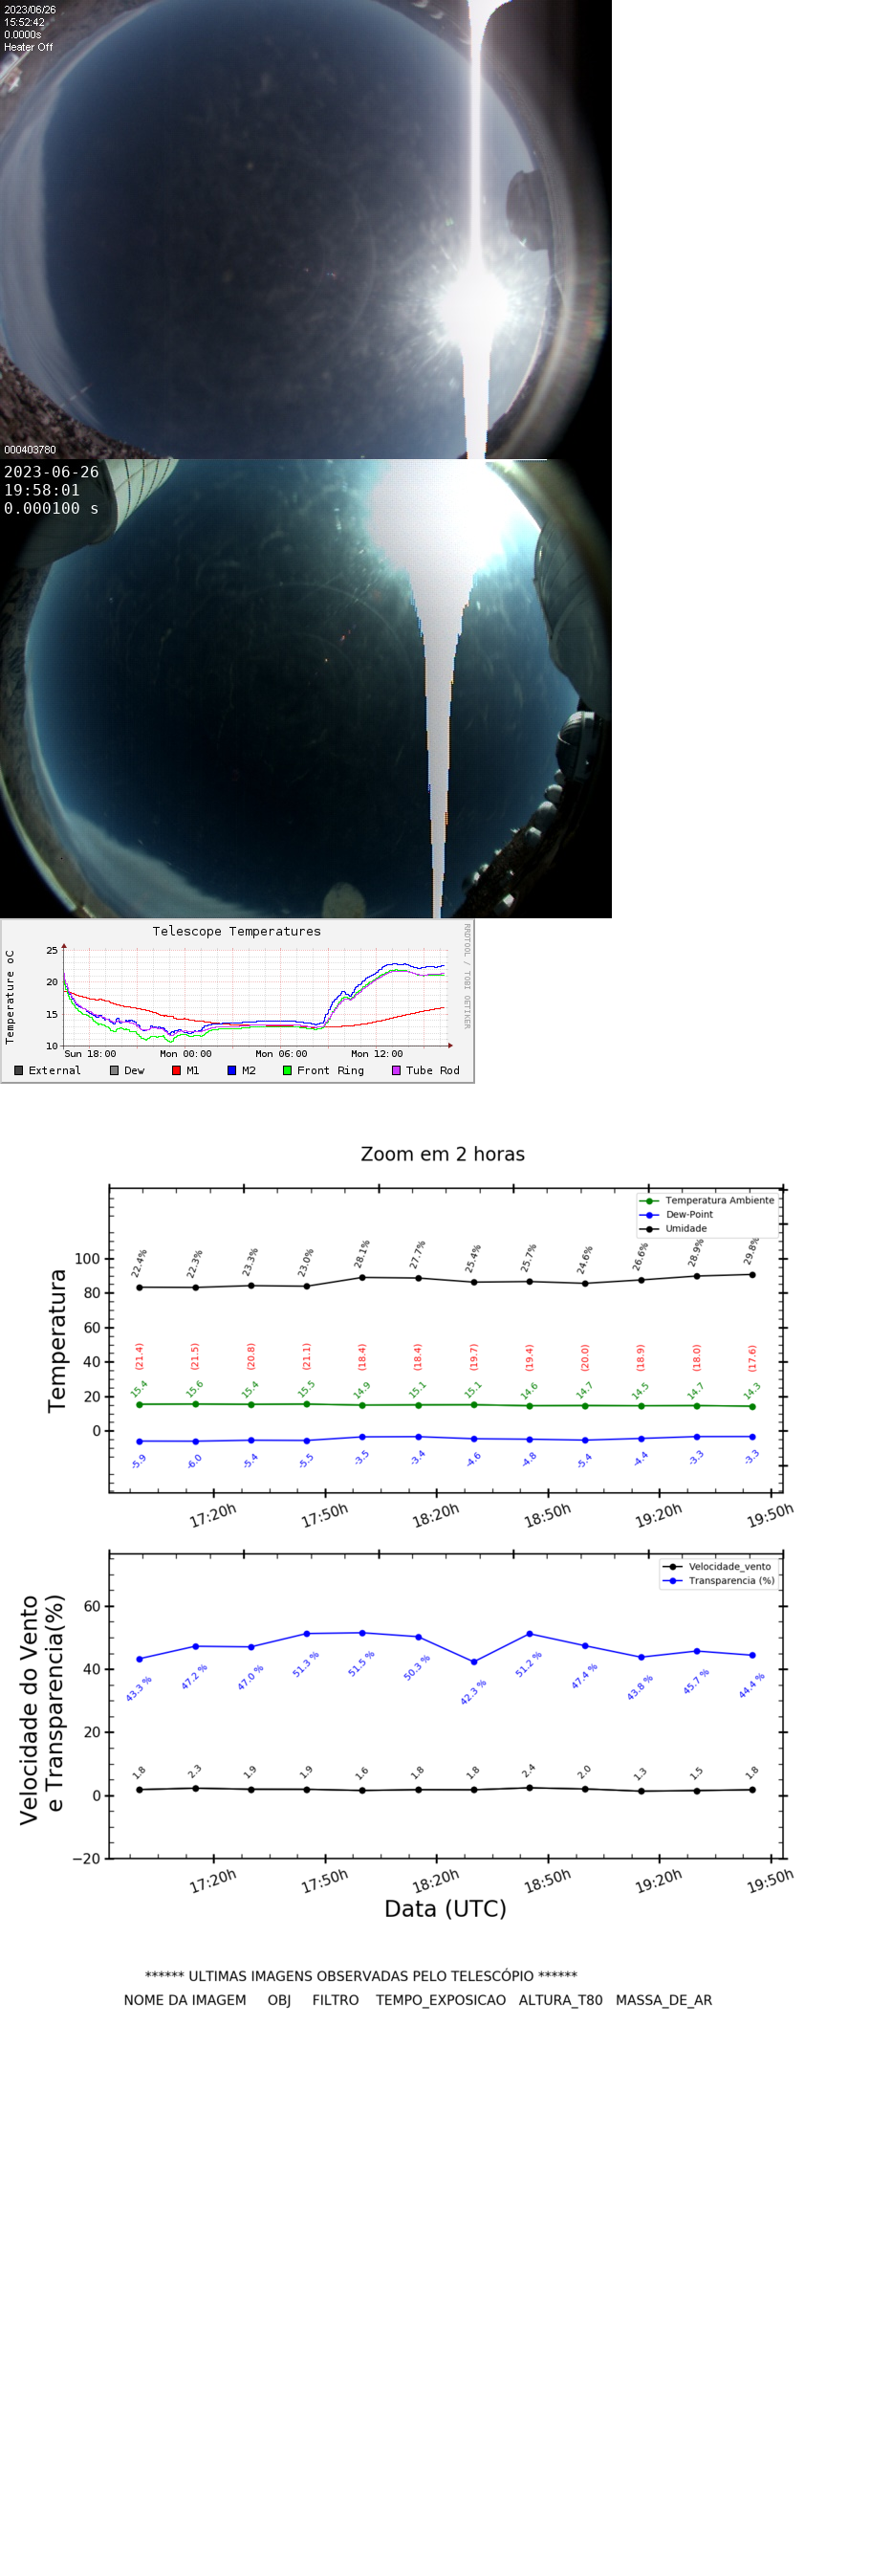 2023/06/26
15:52:42
0.0000s
Heater Off
000403780
2023-06-26
19:58:01
0.000100 s
Telescope Temperatures
RRDTOOL / TOBI OETIKER
Temperature oC
25
20
15
10
Sun 18:00 Mon 00:00 Mon 06:00 Mon 12:00
External Dew M1 M2 Front Ring Tube Rod
Zoom em 2 horas
Temperatura Ambiente
Dew-Point
Umidade
Temperatura
100
80
60
40
20
0
22.4% 22.3% 23.3% 23.0% 28.1% 27.7% 25.4% 25.7% 24.6% 26.6% 28.9% 29.8%
(21.4) (21.5) (20.8) (21.1) (18.4) (18.4) (19.7) (19.4) (20.0) (18.9) (18.0) (17.6)
15.4 15.6 15.4 15.5 14.9 15.1 15.1 14.6 14.7 14.5 14.7 14.3
-5.9 -6.0 -5.4 -5.5 -3.5 -3.4 -4.6 -4.8 -5.4 -4.4 -3.3 -3.3
17:20h 17:50h 18:20h 18:50h 19:20h 19:50h
Velocidade_vento
Transparencia (%)
Velocidade do Vento
e Transparencia(%)
60
40
20
0
−20
43.3 % 47.2 % 47.0 % 51.3 % 51.5 % 50.3 % 42.3 % 51.2 % 47.4 % 43.8 % 45.7 % 44.4 %
1.8 2.3 1.9 1.9 1.6 1.8 1.8 2.4 2.0 1.3 1.5 1.8
17:20h 17:50h 18:20h 18:50h 19:20h 19:50h
Data (UTC)
****** ULTIMAS IMAGENS OBSERVADAS PELO TELESCÓPIO ******
NOME DA IMAGEM OBJ FILTRO TEMPO_EXPOSICAO ALTURA_T80 MASSA_DE_AR